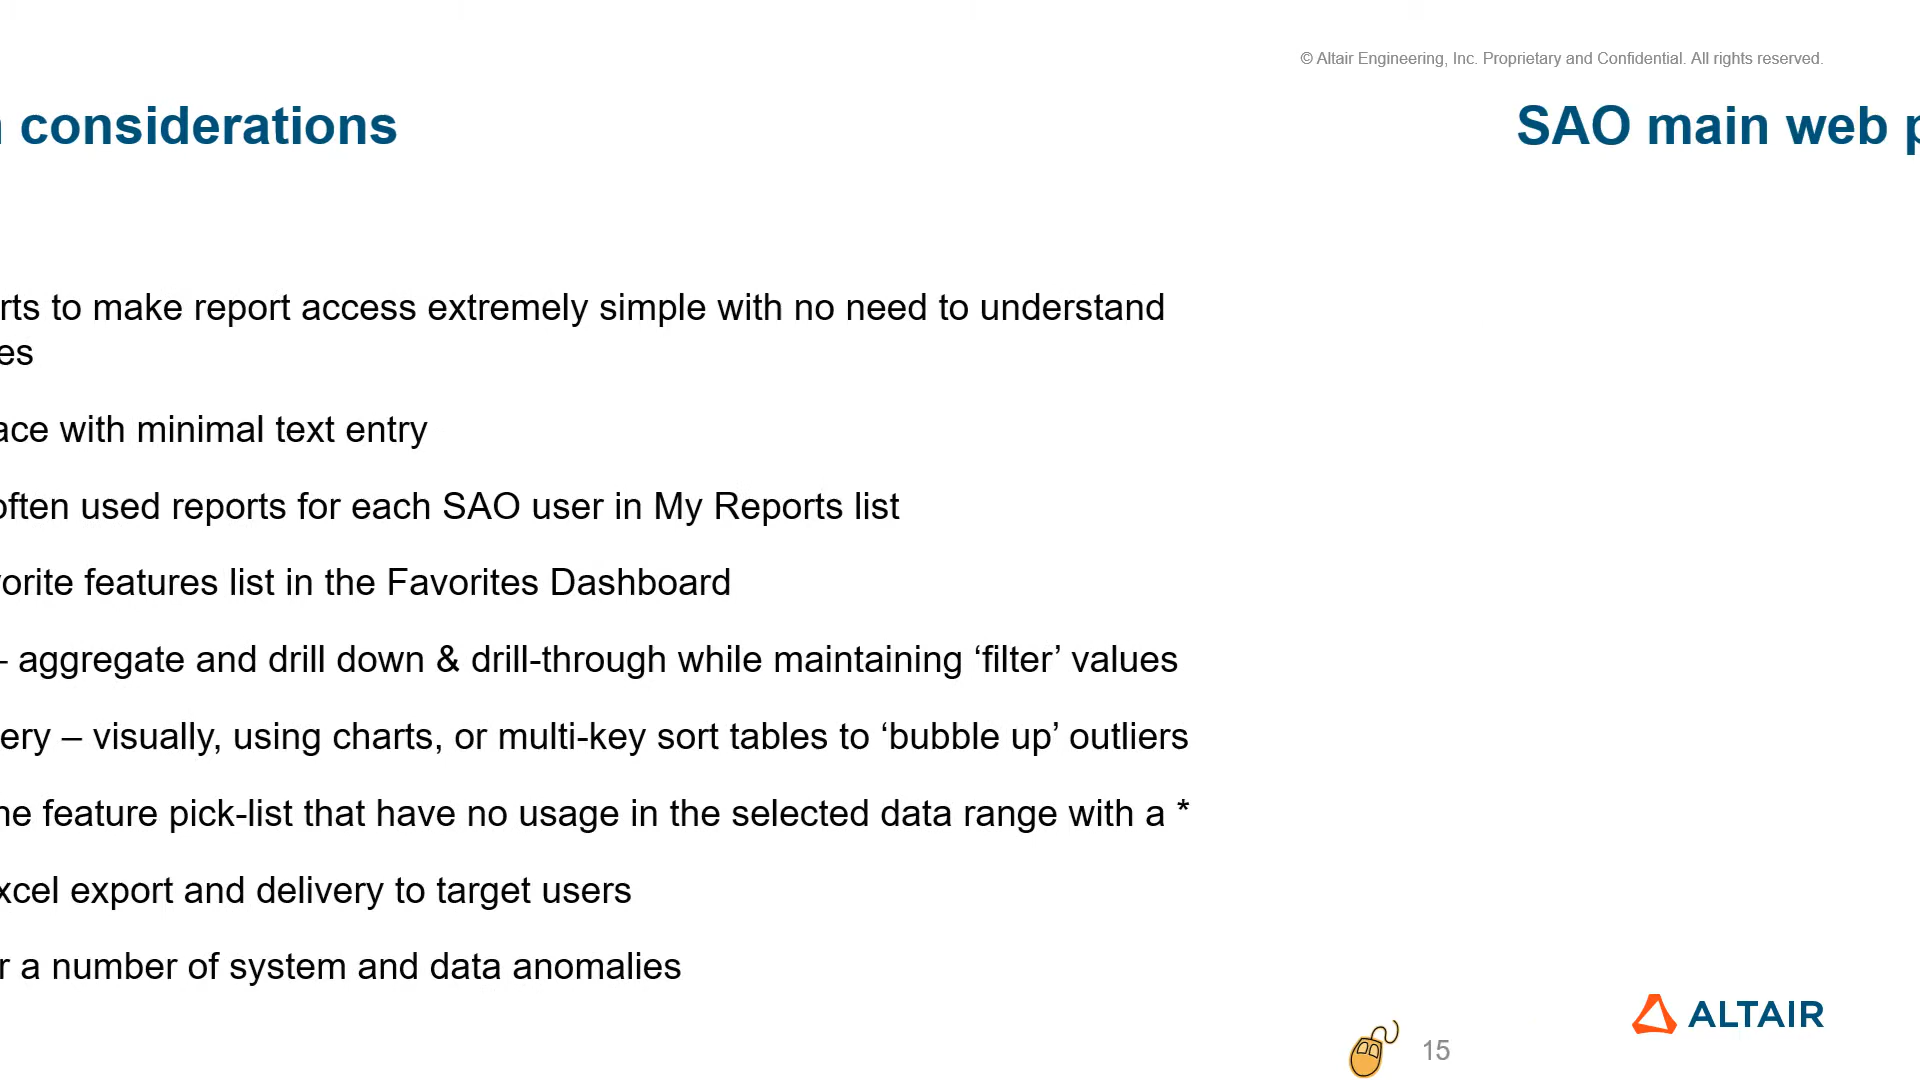 © Altair Engineering, Inc. Proprietary and Confidential. All rights reserved.
considerations
SAO main web
rts to make report access extremely simple with no need to understand
es
ace with minimal text entry
often used reports for each SAO user in My Reports list
orite features list in the Favorites Dashboard
– aggregate and drill down & drill-through while maintaining ‘filter’ values
ery – visually, using charts, or multi-key sort tables to ‘bubble up’ outliers
he feature pick-list that have no usage in the selected data range with a *
xcel export and delivery to target users
r a number of system and data anomalies
ALTAIR
15